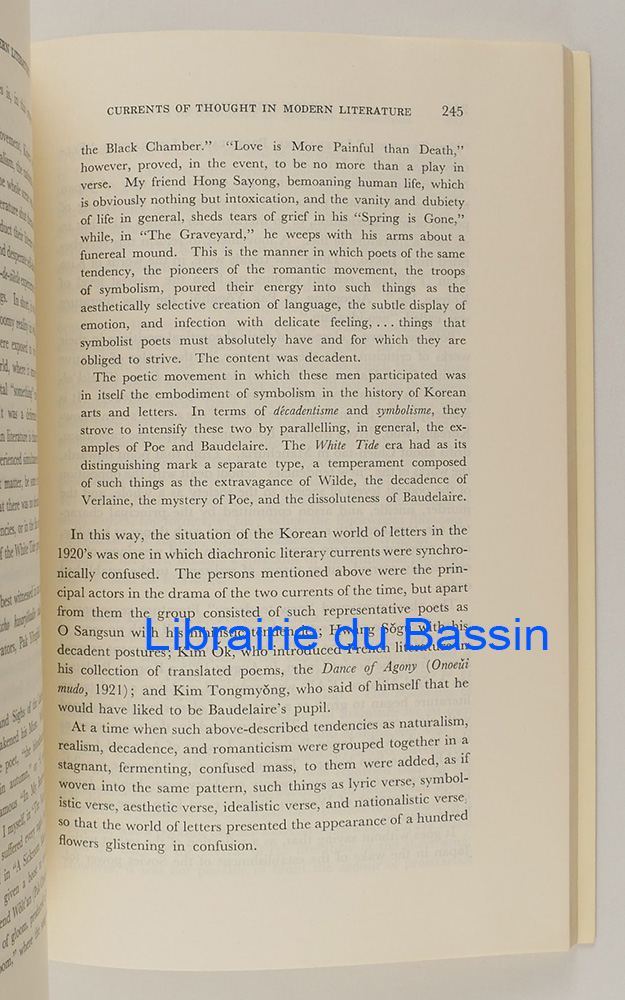 CURRENTS OF THOUGHT IN MODERN LITERATURE 245
the Black Chamber." "Love is More Painful than Death,"
however, proved, in the event, to be no more than a play in
verse. My friend Hong Sayong, bemoaning human life, which
is obviously nothing but intoxication, and the vanity and dubiety
of life in general, sheds tears of grief in his "Spring is Gone,"
while, in "The Graveyard," he weeps with his arms about a
funereal mound. This is the manner in which poets of the same
tendency, the pioneers of the romantic movement, the troops
of symbolism, poured their energy into such things as the
aesthetically selective creation of language, the subtle display of
emotion, and infection with delicate feeling, . . . things that
symbolist poets must absolutely have and for which they are
obliged to strive. The content was decadent.
The poetic movement in which these men participated was
in itself the embodiment of symbolism in the history of Korean
arts and letters. In terms of décadentisme and symbolisme, they
strove to intensify these two by parallelling, in general, the ex-
amples of Poe and Baudelaire. The White Tide era had as its
distinguishing mark a separate type, a temperament composed
of such things as the extravagance of Wilde, the decadence of
Verlaine, the mystery of Poe, and the dissoluteness of Baudelaire.
In this way, the situation of the Korean world of letters in the
1920's was one in which diachronic literary currents were synchro-
nically confused. The persons mentioned above were the prin-
cipal actors in the drama of the two currents of the time, but apart
from them the group consisted of such representative poets as
O Sangsun with his tendencies; Hwang with his
Librairie du Bassin
decadent postures; Kim Ŏk, who introduced French literature in
his collection of translated poems, the Dance of Agony (Onoeŭi
mudo, 1921); and Kim Tongmyŏng, who said of himself that he
would have liked to be Baudelaire's pupil.
At a time when such above-described tendencies as naturalism,
realism, decadence, and romanticism were grouped together in a
stagnant, fermenting, confused mass, to them were added, as if
woven into the same pattern, such things as lyric verse, symbol-
istic verse, aesthetic verse, idealistic verse, and nationalistic verse
so that the world of letters presented the appearance of a hundred
flowers glistening in confusion.